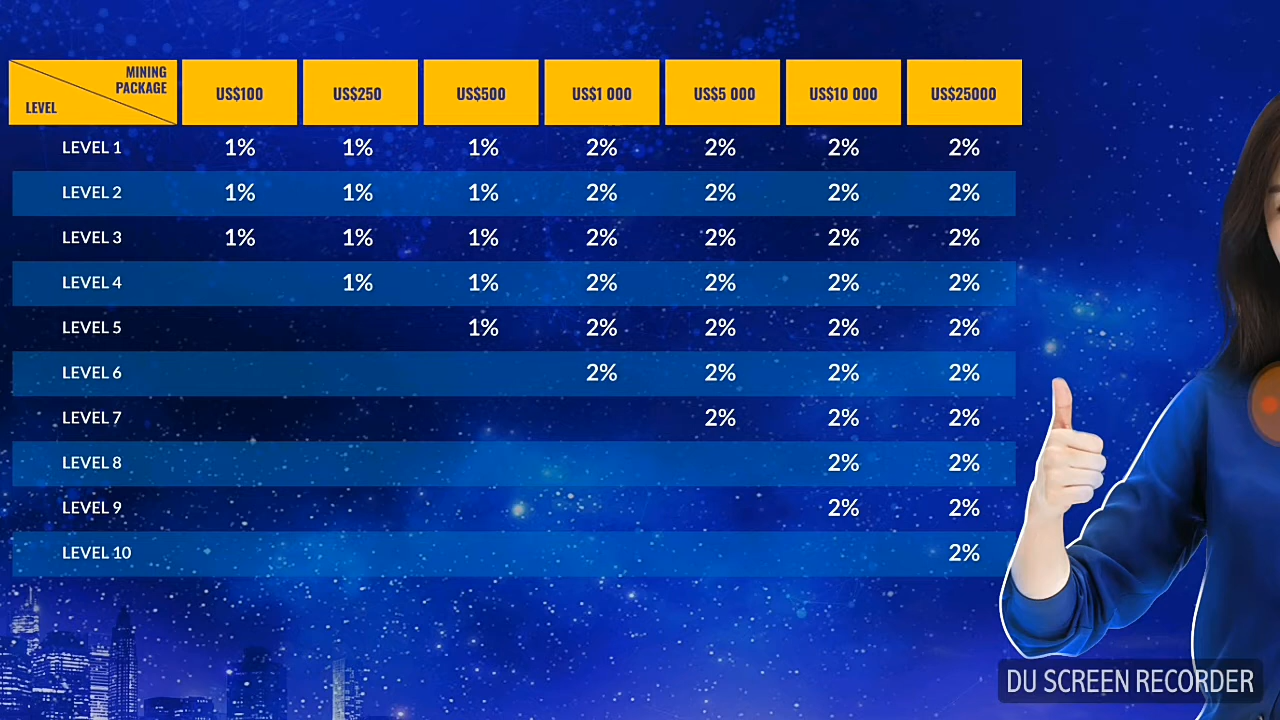 MINING
PACKAGE
LEVEL
US$100 US$250 US$500 US$1 000 US$5 000 US$10 000 US$25000
LEVEL 1 1% 1% 1% 2% 2% 2% 2%
LEVEL 2 1% 1% 1% 2% 2% 2% 2%
LEVEL 3 1% 1% 1% 2% 2% 2% 2%
LEVEL 4 1% 1% 2% 2% 2% 2%
LEVEL 5 1% 2% 2% 2% 2%
LEVEL 6 2% 2% 2% 2%
LEVEL 7 2% 2% 2%
LEVEL 8 2% 2%
LEVEL 9 2% 2%
LEVEL 10 2%
DU SCREEN RECORDER